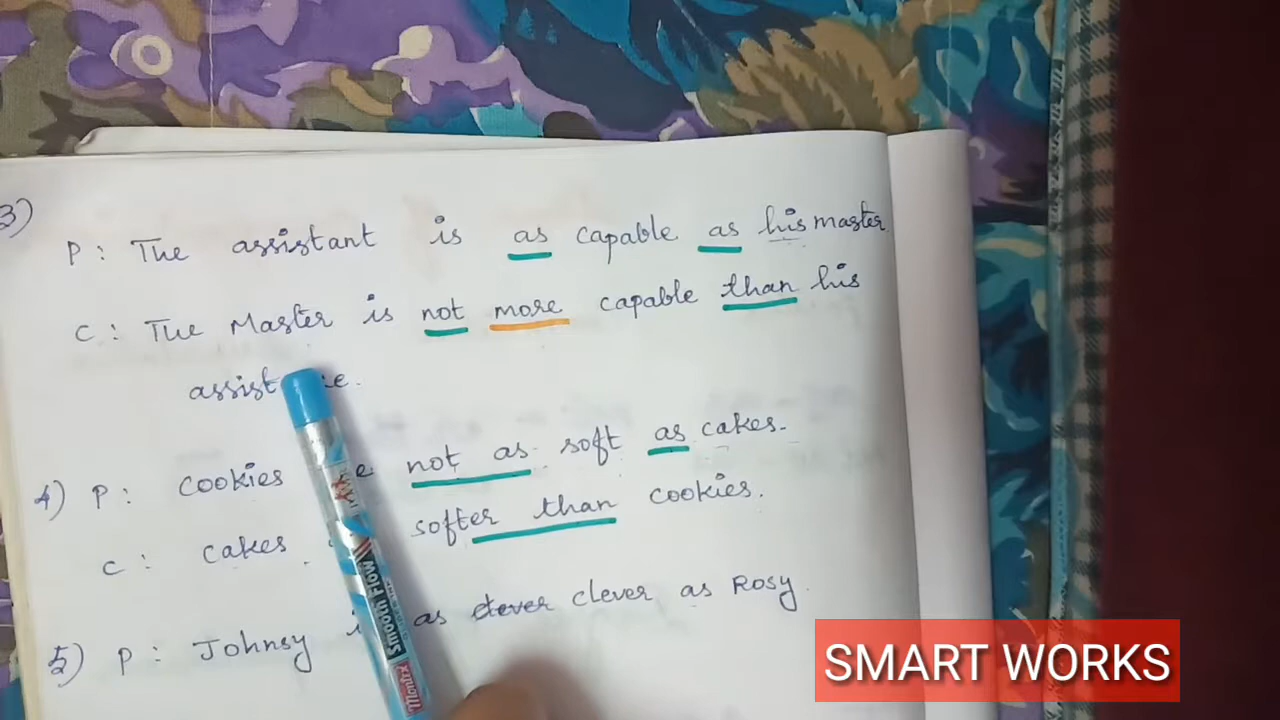 3)
P: The assistant is as capable as his master
C: The Master is not more capable than his
4) P: cookies not as soft as cakes.
C: cakes softer than cookies.
5) P: Johnsy as clever clever as Rosy.
Smooth Flow
Montex
SMART WORKS